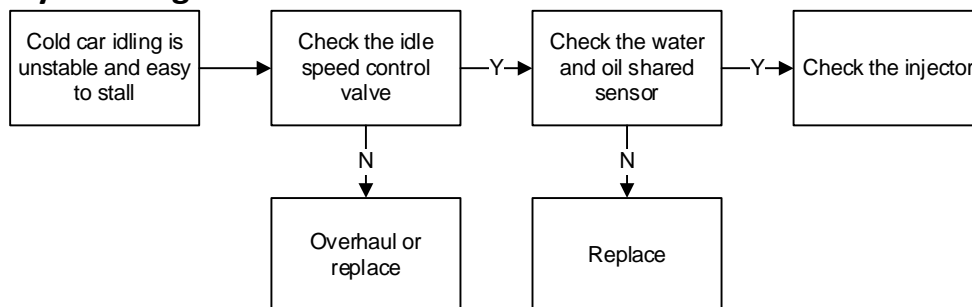 Cold car idling is
unstable and easy
to stall
Check the idle
speed control
valve
Y
Check the water
and oil shared
sensor
Y
Check the injector
N
N
Overhaul or
replace
Replace